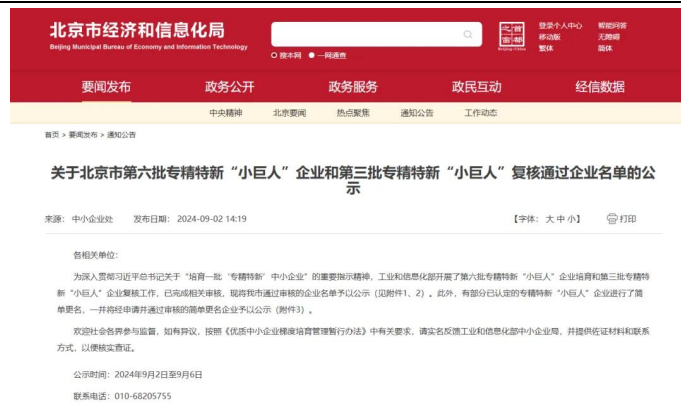 北京市经济和信息化局
Beijing Municipal Bureau of Economy and Information Technology
搜本网 一网通查
首都之窗
登录个人中心 智能问答
移动版 无障碍
繁体 简体
要闻发布 政务公开 政务服务 政民互动 经信数据
中央精神 北京要闻 热点聚焦 通知公告 工作动态
首页 > 要闻发布 > 通知公告
关于北京市第六批专精特新“小巨人”企业和第三批专精特新“小巨人”复核通过企业名单的公
示
来源: 中小企业处 发布日期: 2024-09-02 14:19 【字体: 大 中 小】 打印
各相关单位:
为深入贯彻习近平总书记关于“培育一批‘专精特新’中小企业”的重要指示精神，工业和信息化部开展了第六批专精特新“小巨人”企业培育和第三批专精特
新“小巨人”企业复核工作，已完成相关审核，现将我市通过审核的企业名单予以公示（见附件1、2）。此外，有部分已认定的专精特新“小巨人”企业进行了简
单更名，一并将经申请并通过审核的简单更名企业予以公示（附件3）。
欢迎社会各界参与监督，如有异议，按照《优质中小企业梯度培育管理暂行办法》中有关要求，请实名反馈工业和信息化部中小企业局，并提供佐证材料和联系
方式，以便核实查证。
公示时间：2024年9月2日至9月6日
联系电话：010-68205755